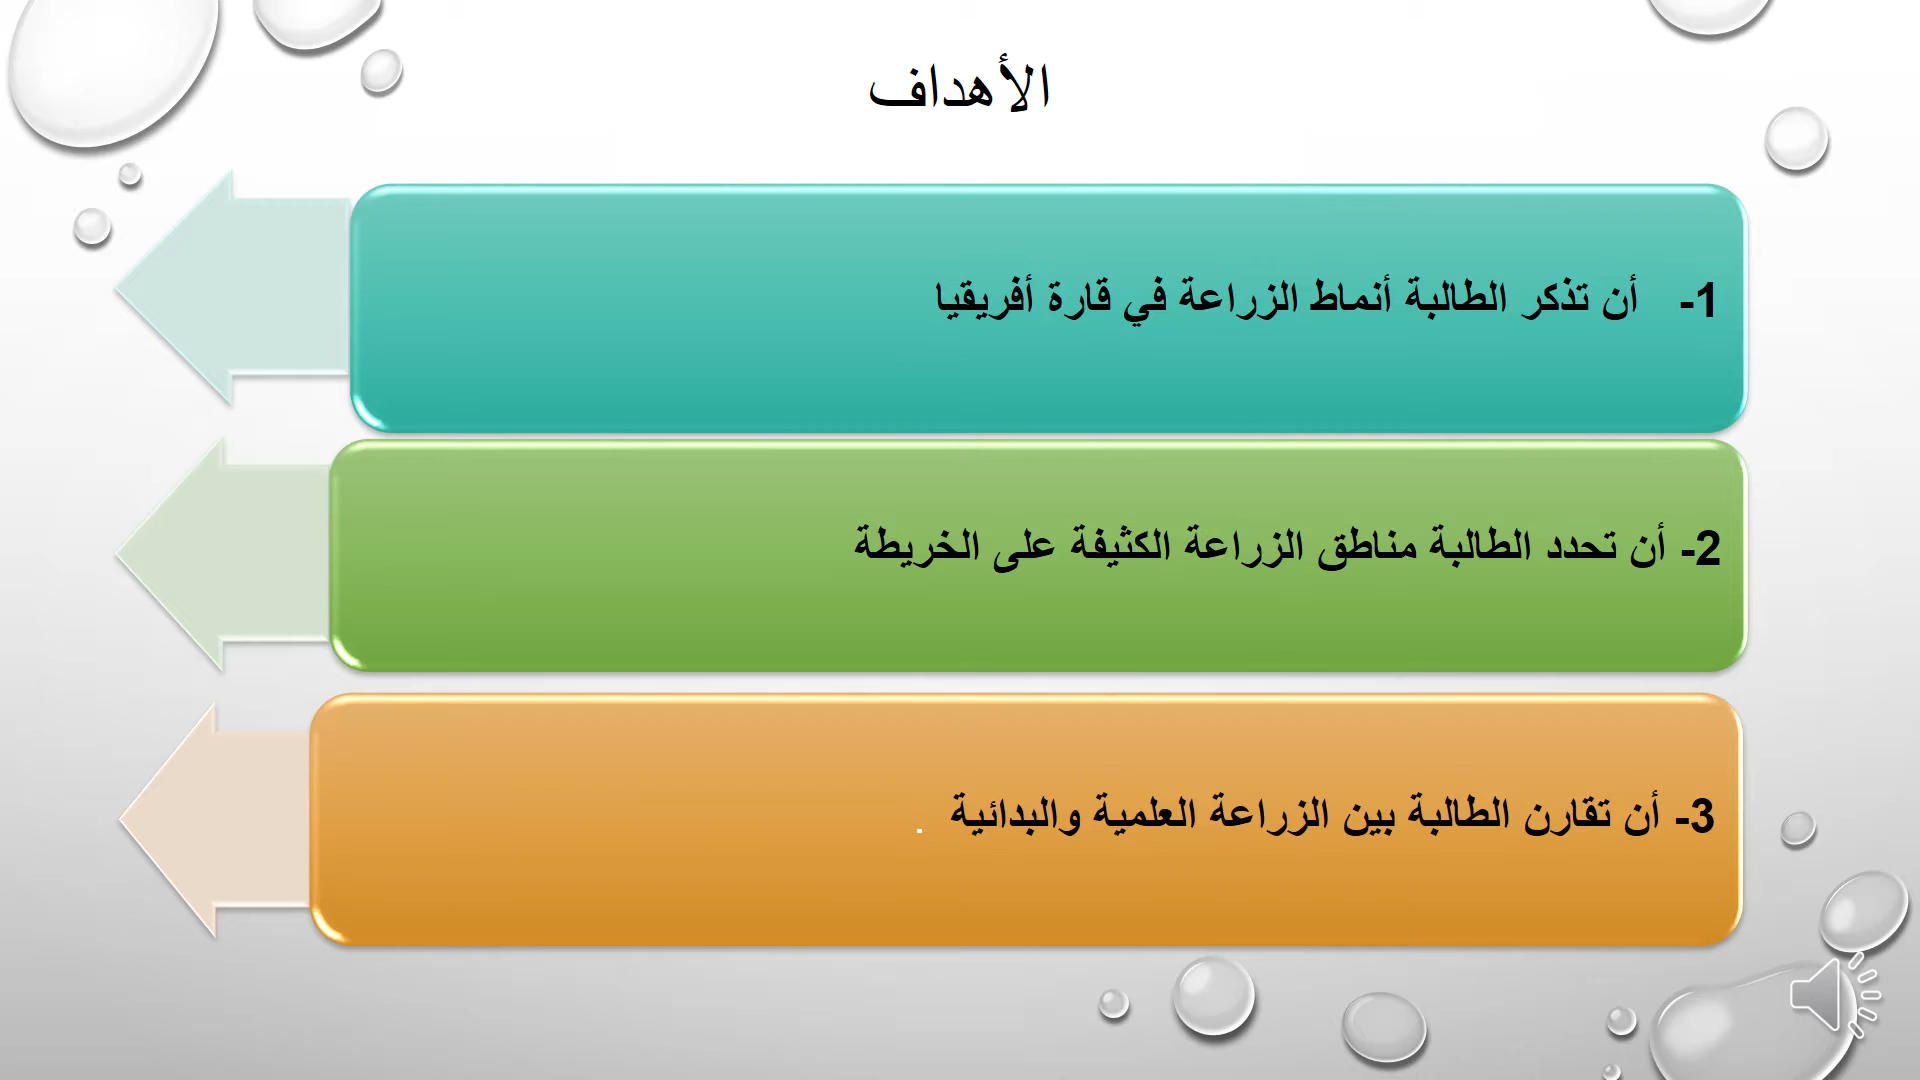 الأهداف
1- أن تذكر الطالبة أنماط الزراعة في قارة أفريقيا
2- أن تحدد الطالبة مناطق الزراعة الكثيفة على الخريطة
3- أن تقارن الطالبة بين الزراعة العلمية والبدائية .